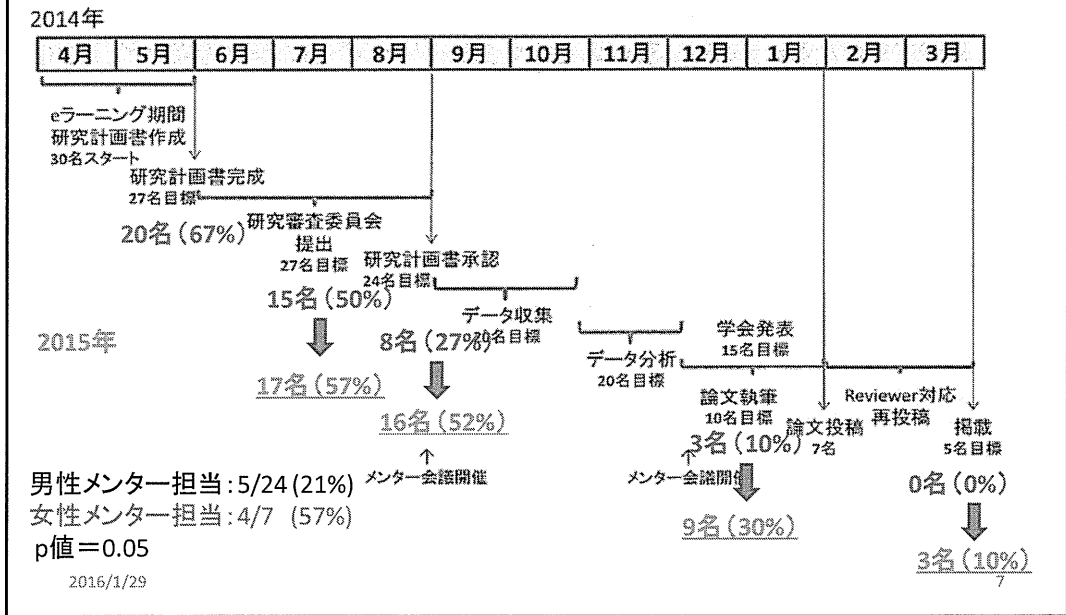 2014年
4月 5月 6月 7月 8月 9月 10月 11月 12月 1月 2月 3月
eラーニング期間
研究計画書作成
30名スタート
研究計画書完成
27名目標
20名(67%)
研究審査委員会
提出
27名目標
15名(50%)
研究計画書承認
24名目標
8名(27%)
データ収集
20名目標
データ分析
20名目標
学会発表
15名目標
論文執筆
10名目標
3名(10%)
論文投稿
7名
Reviewer対応
再投稿
掲載
5名目標
0名(0%)
2015年
17名(57%)
16名(52%)
9名(30%)
3名(10%)
↑
メンター会議開催
↑
メンター会議開催
男性メンター担当:5/24(21%)
女性メンター担当:4/7 (57%)
p値=0.05
2016/1/29
7